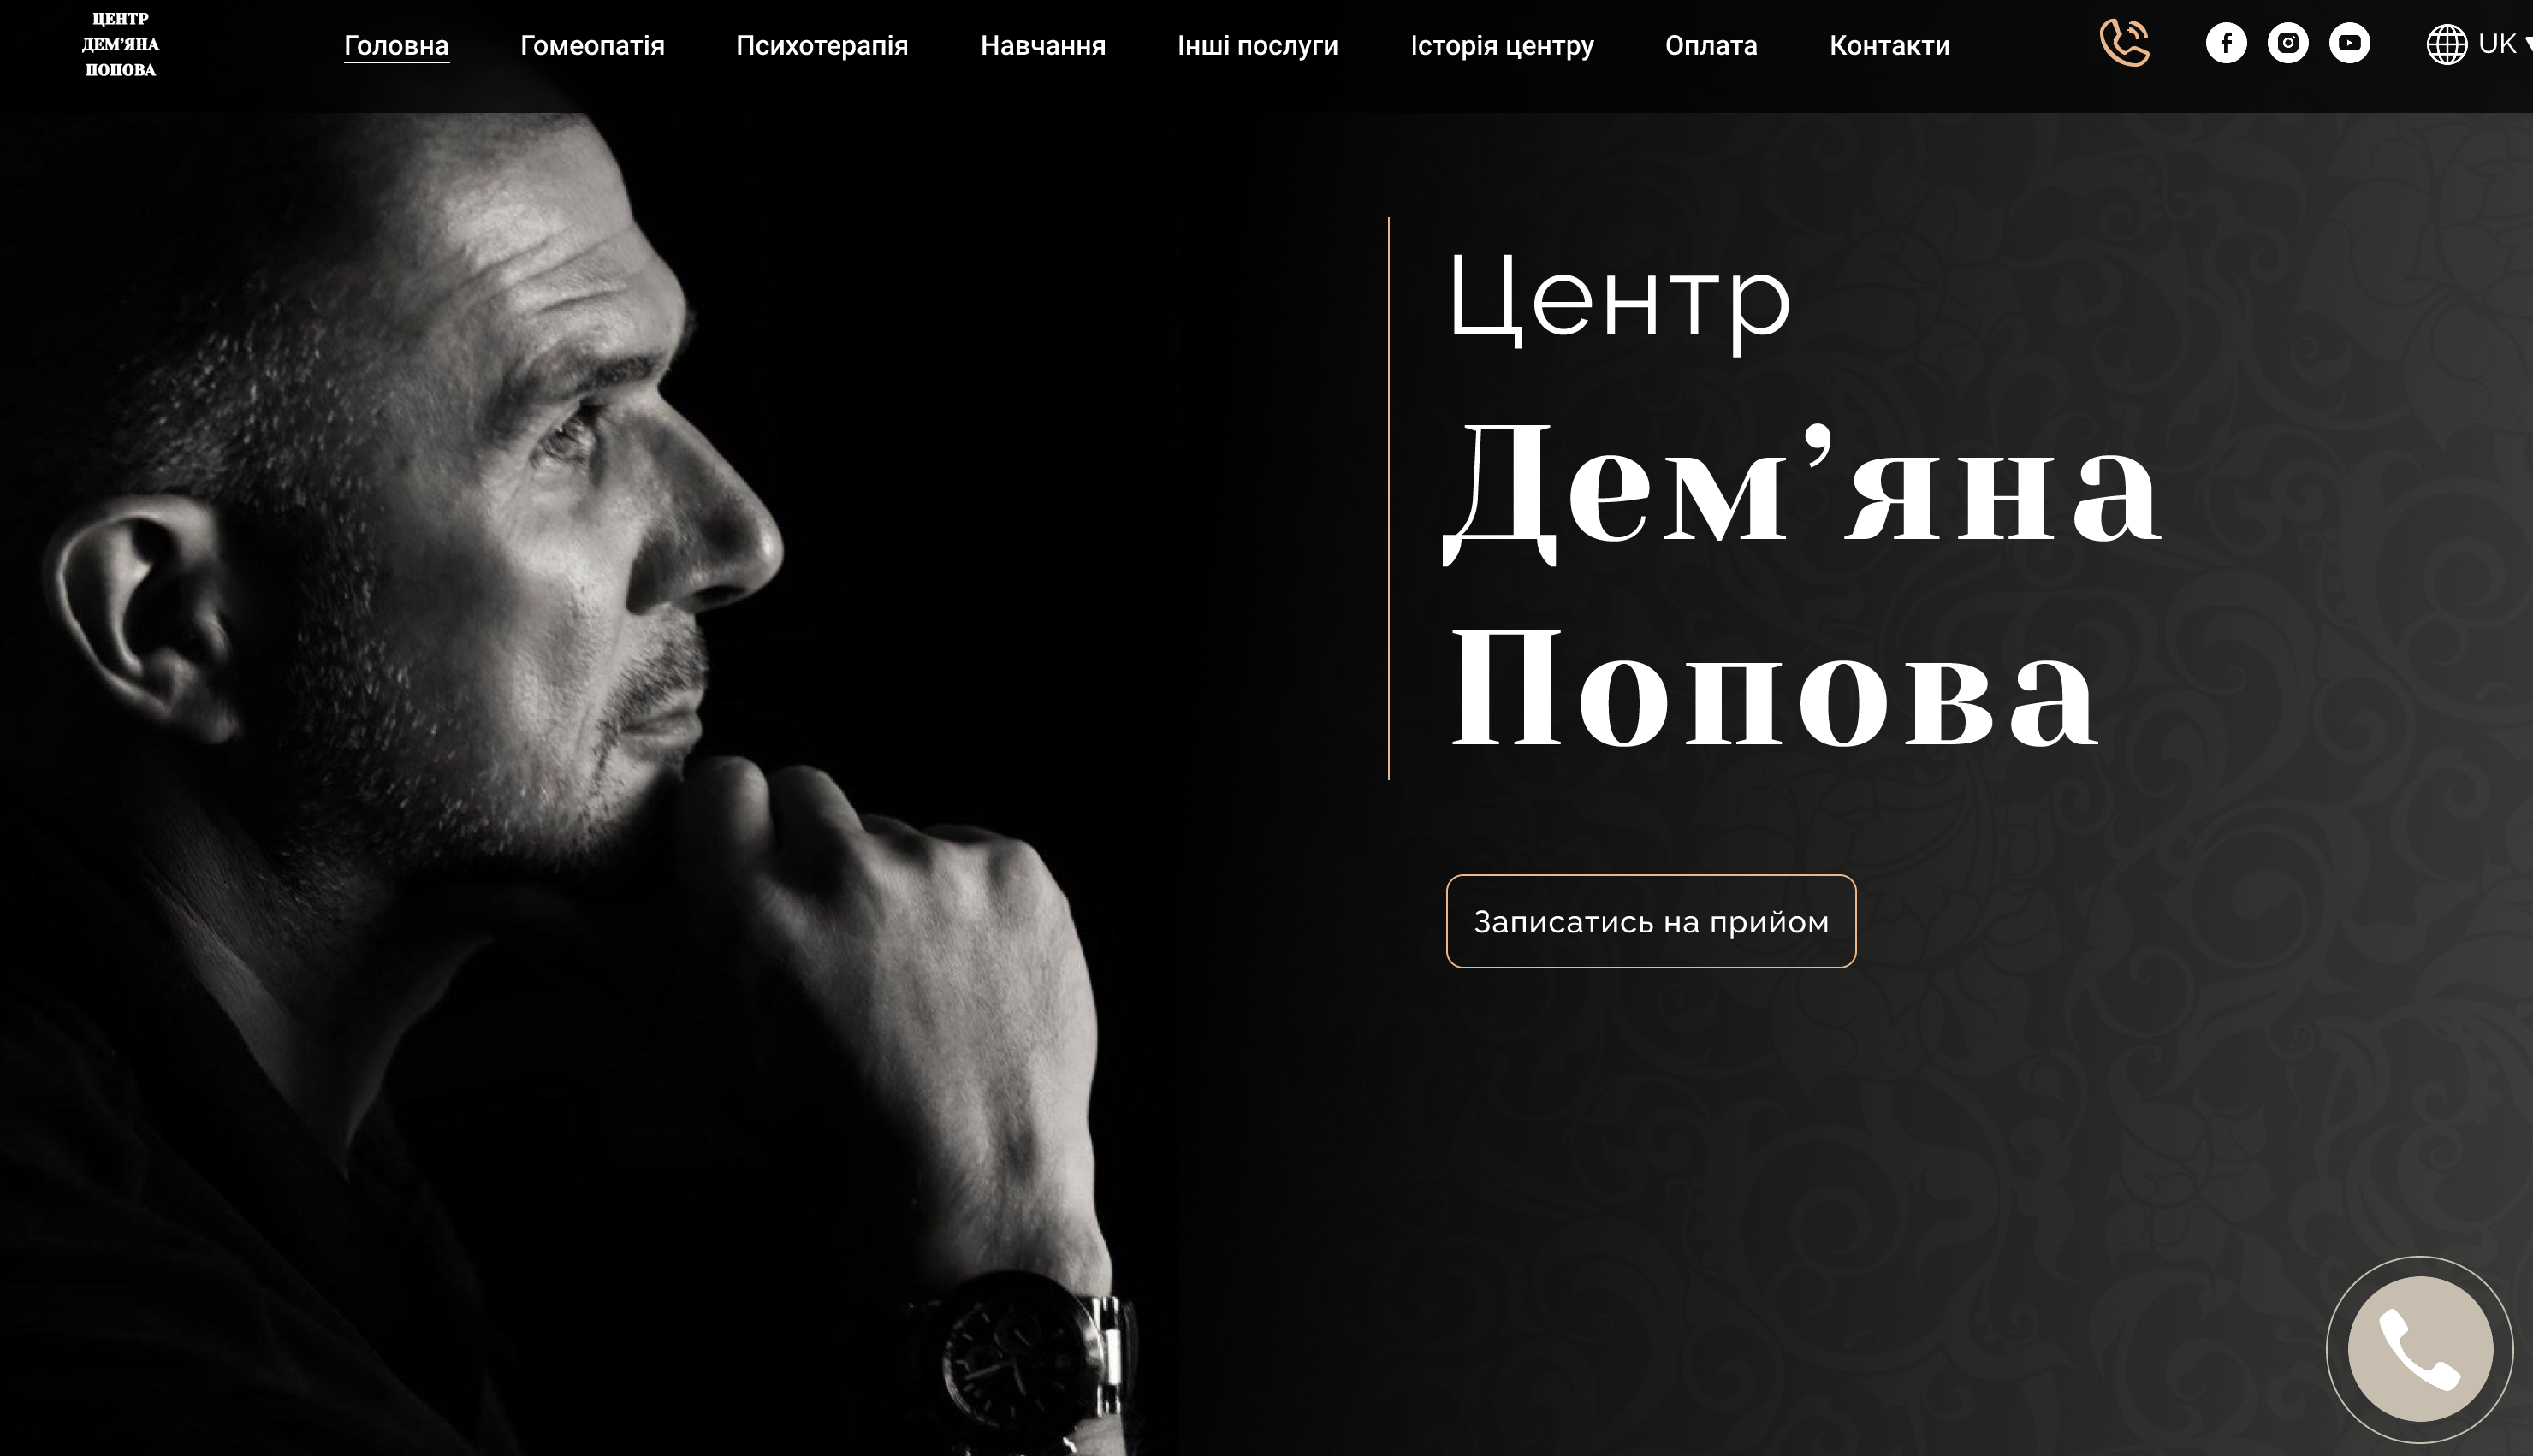 ЦЕНТР
ДЕМ’ЯНА
ПОПОВА
Головна Гомеопатія Психотерапія Навчання Інші послуги Історія центру Оплата Контакти UK
Центр
Дем’яна
Попова
Записатись на прийом